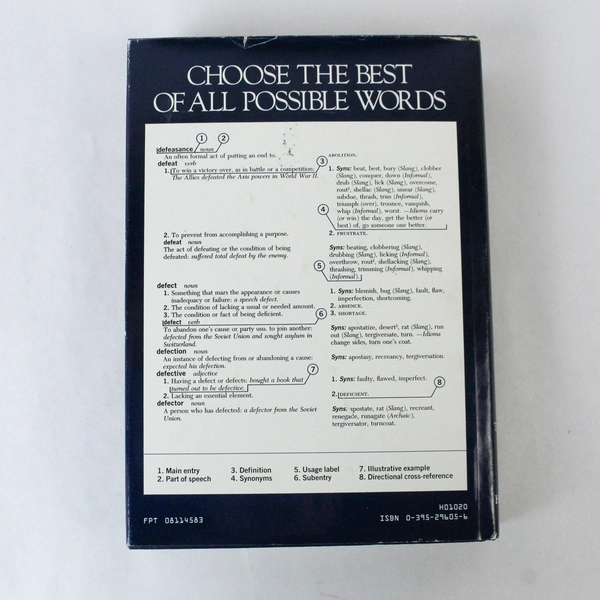 CHOOSE THE BEST
OF ALL POSSIBLE WORDS
1 2
defeasance noun
An often formal act of putting an end to.
ABOLITION.
defeat verb
3
1. To win a victory over, as in battle or a competition:
The Allies defeated the Axis powers in World War II.
1. Syns: beat, best, bury (Slang), clobber
(Slang), conquer, down (Informal),
drub (Slang), lick (Slang), overcome,
rout², shellac (Slang), smear (Slang),
subdue, thrash, trim (Informal),
triumph (over), trounce, vanquish,
4
whip (Informal), worst. —Idioms carry
(or win) the day, get the better (or
best) of, go someone one better.
2. To prevent from accomplishing a purpose.
2. FRUSTRATE.
defeat noun
The act of defeating or the condition of being
defeated: suffered total defeat by the enemy.
Syns: beating, clobbering (Slang),
drubbing (Slang), licking (Informal),
overthrow, rout², shellacking (Slang),
5
thrashing, trimming (Informal), whipping
(Informal).
defect noun
1. Something that mars the appearance or causes
inadequacy or failure: a speech defect.
1. Syns: blemish, bug (Slang), fault, flaw,
imperfection, shortcoming.
2. The condition of lacking a usual or needed amount.
2. ABSENCE.
3. The condition or fact of being deficient.
3. SHORTAGE.
6
defect verb
To abandon one's cause or party usu. to join another:
defected from the Soviet Union and sought asylum in
Switzerland.
Syns: apostatize, desert³, rat (Slang), run
out (Slang), tergiversate, turn. —Idioms
change sides, turn one's coat.
defection noun
An instance of defecting from or abandoning a cause:
expected his defection.
Syns: apostasy, recreancy, tergiversation.
defective adjective
7
1. Having a defect or defects: bought a book that
turned out to be defective.
1. Syns: faulty, flawed, imperfect.
8
2. Lacking an essential element.
2. DEFICIENT.
defector noun
A person who has defected: a defector from the Soviet
Union.
Syns: apostate, rat (Slang), recreant,
renegade, runagate (Archaic),
tergiversator, turncoat.
1. Main entry 3. Definition 5. Usage label 7. Illustrative example
2. Part of speech 4. Synonyms 6. Subentry 8. Directional cross-reference
H01020
FPT 08114583 ISBN 0-395-29605-6